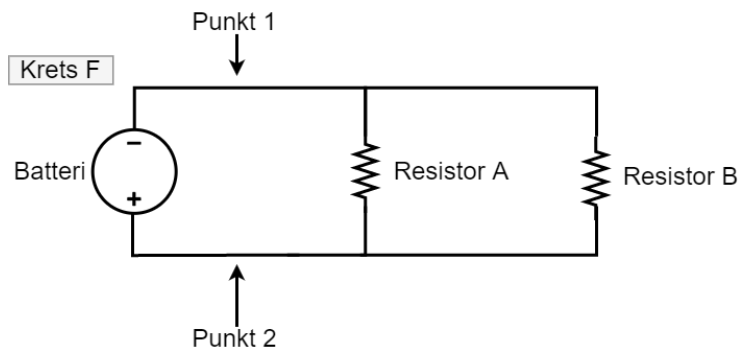 Punkt 1
Krets F
−
Batteri
Resistor A
Resistor B
+
Punkt 2